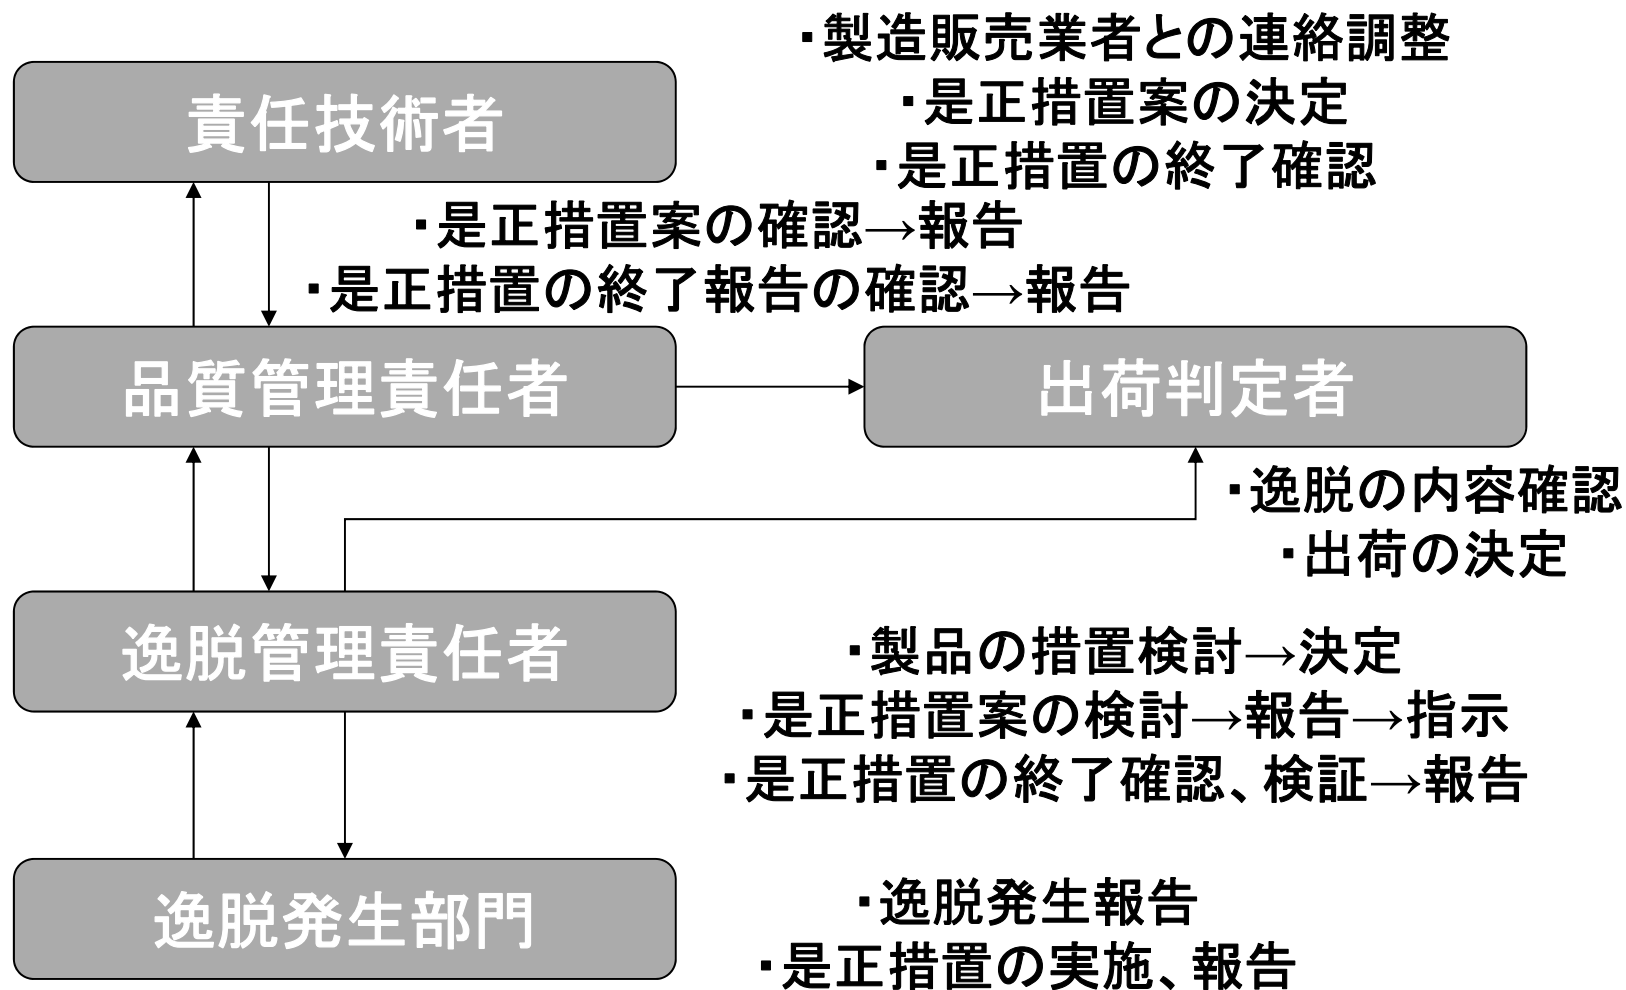 ・製造販売業者との連絡調整
・是正措置案の決定
・是正措置の終了確認
責任技術者
・是正措置案の確認→報告
・是正措置の終了報告の確認→報告
品質管理責任者
出荷判定者
・逸脱の内容確認
・出荷の決定
逸脱管理責任者
・製品の措置検討→決定
・是正措置案の検討→報告→指示
・是正措置の終了確認、検証→報告
逸脱発生部門
・逸脱発生報告
・是正措置の実施、報告